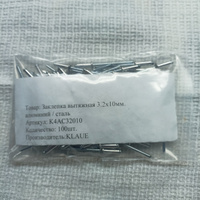 Товар: Заклепка вытяжная 3,2х10мм
алюминий / сталь
Артикул: K4AC32010
Количество: 100шт.
Производитель: KLAUE